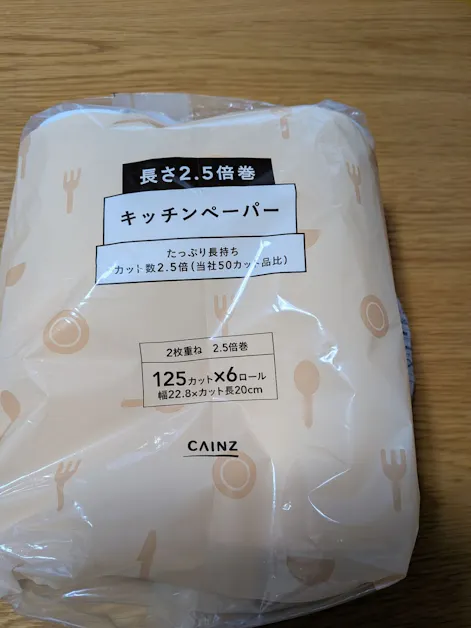 長さ2.5倍巻
キッチンペーパー
たっぷり長持ち
カット数2.5倍(当社50カット品比)
2枚重ね 2.5倍巻
125カット×6ロール
幅22.8×カット長20cm
CAINZ